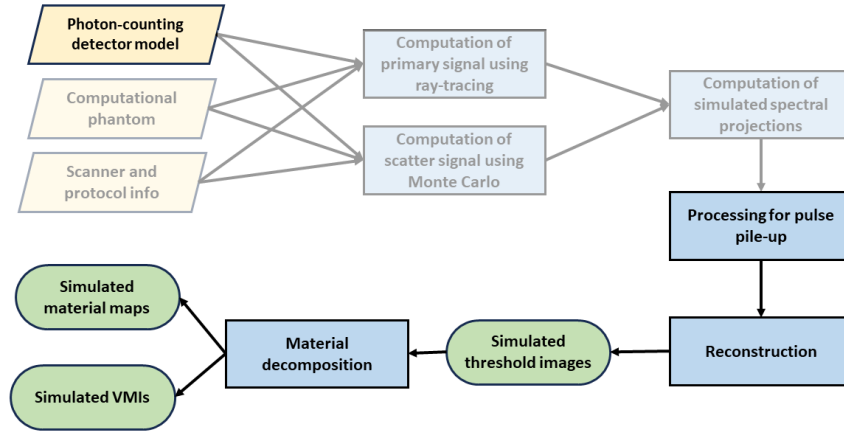 Photon-counting
detector model
Computational
phantom
Scanner and
protocol info
Computation of
primary signal using
ray-tracing
Computation of
scatter signal using
Monte Carlo
Computation of
simulated spectral
projections
Processing for pulse
pile-up
Reconstruction
Simulated
threshold images
Material
decomposition
Simulated
material maps
Simulated VMIs